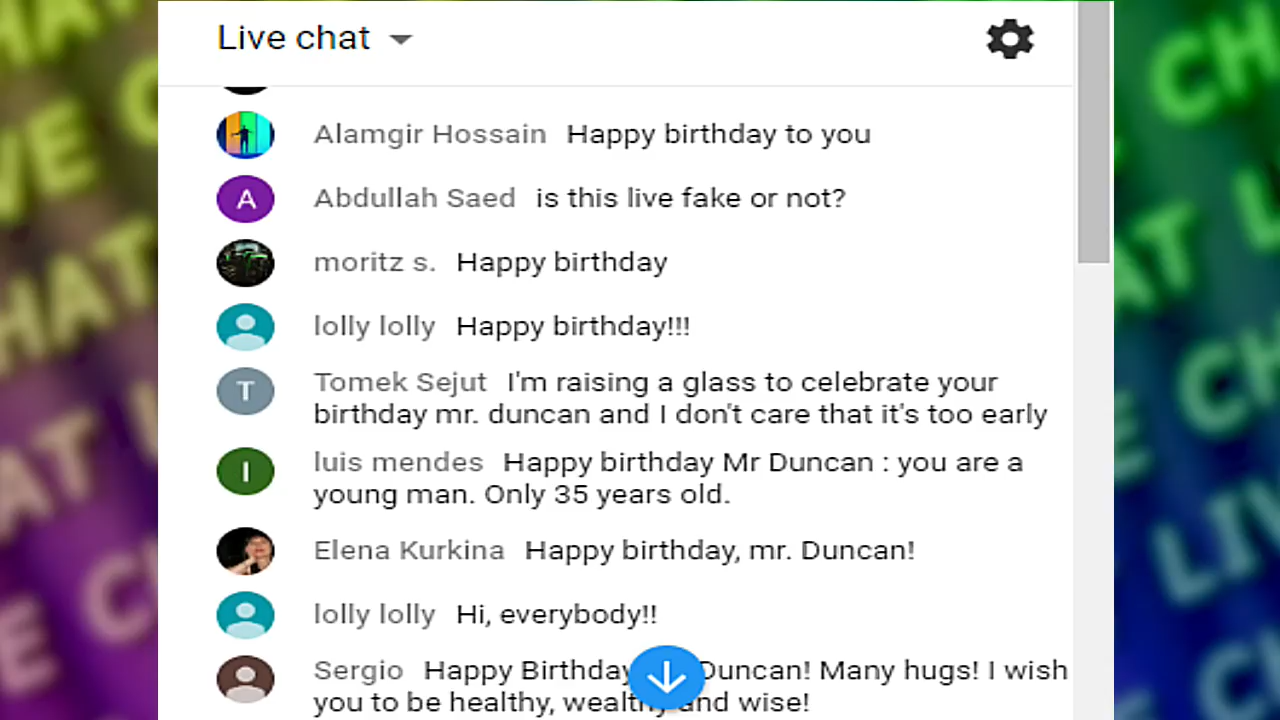 Live chat
Alamgir Hossain Happy birthday to you
A Abdullah Saed is this live fake or not?
moritz s. Happy birthday
lolly lolly Happy birthday!!!
T Tomek Sejut I'm raising a glass to celebrate your
birthday mr. duncan and I don't care that it's too early
I luis mendes Happy birthday Mr Duncan : you are a
young man. Only 35 years old.
Elena Kurkina Happy birthday, mr. Duncan!
lolly lolly Hi, everybody!!
Sergio Happy Birthday Duncan! Many hugs! I wish
you to be healthy, wealthy and wise!